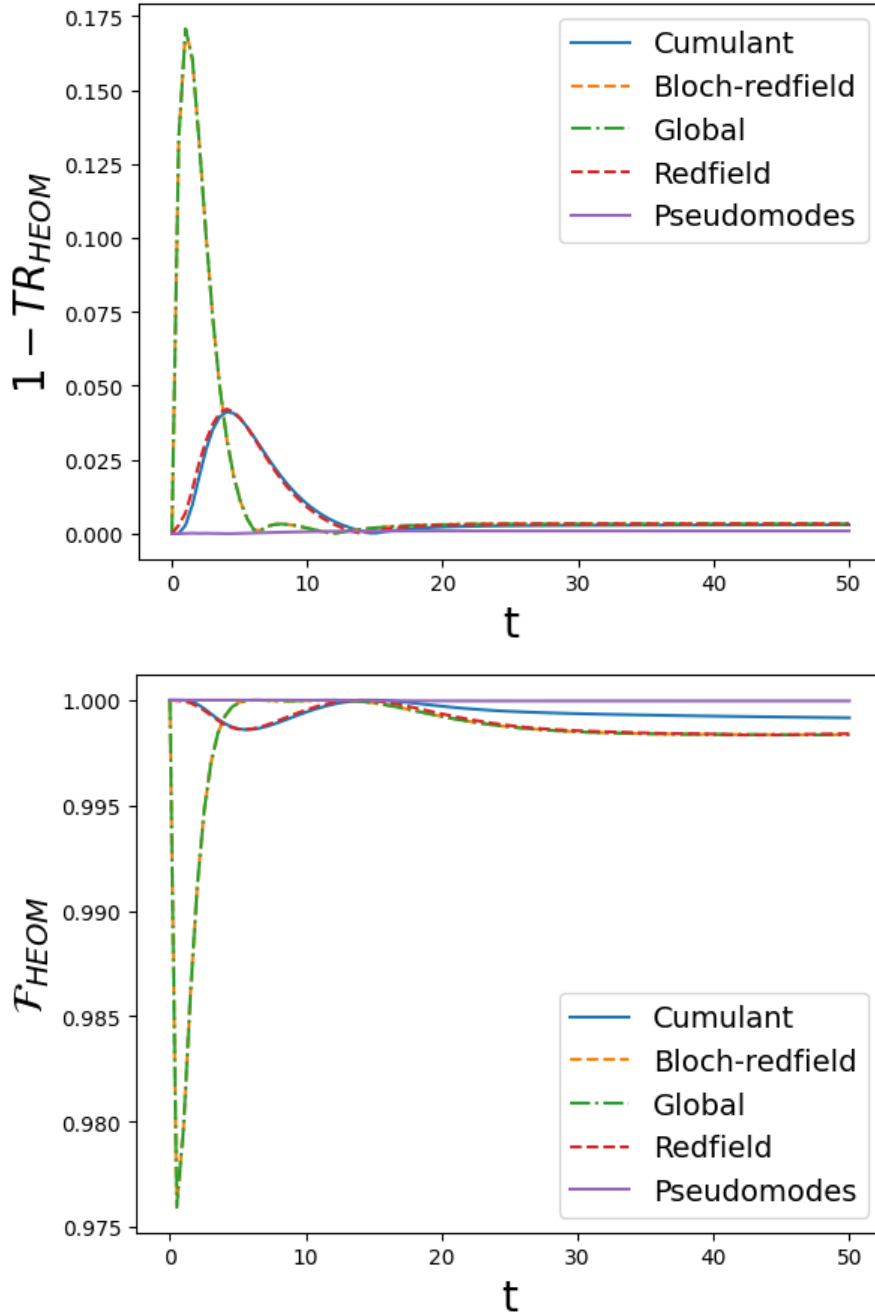 0.175
0.150
0.125
0.100
0.075
0.050
0.025
0.000
1 − TR_HEOM
Cumulant
Bloch-redfield
Global
Redfield
Pseudomodes
0 10 20 30 40 50
t
1.000
0.995
0.990
0.985
0.980
0.975
ℱ_HEOM
Cumulant
Bloch-redfield
Global
Redfield
Pseudomodes
0 10 20 30 40 50
t